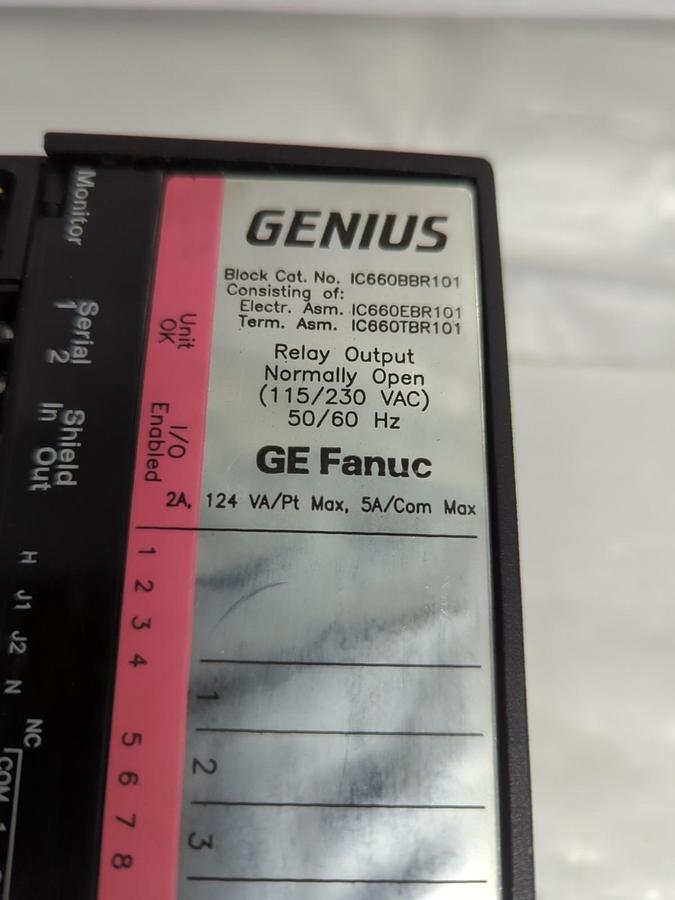 GENIUS
Block Cat. No. IC660BBR101
Consisting of:
Electr. Asm. IC660EBR101
Term. Asm. IC660TBR101
Relay Output
Normally Open
(115/230 VAC)
50/60 Hz
GE Fanuc
2A, 124 VA/Pt Max, 5A/Com Max
Unit
OK
I/O
Enabled
1
2
3
4
5
6
7
8
1
2
3
Monitor
Serial
1 2
Shield
In Out
H
J1
J2
N
NC
COM 1